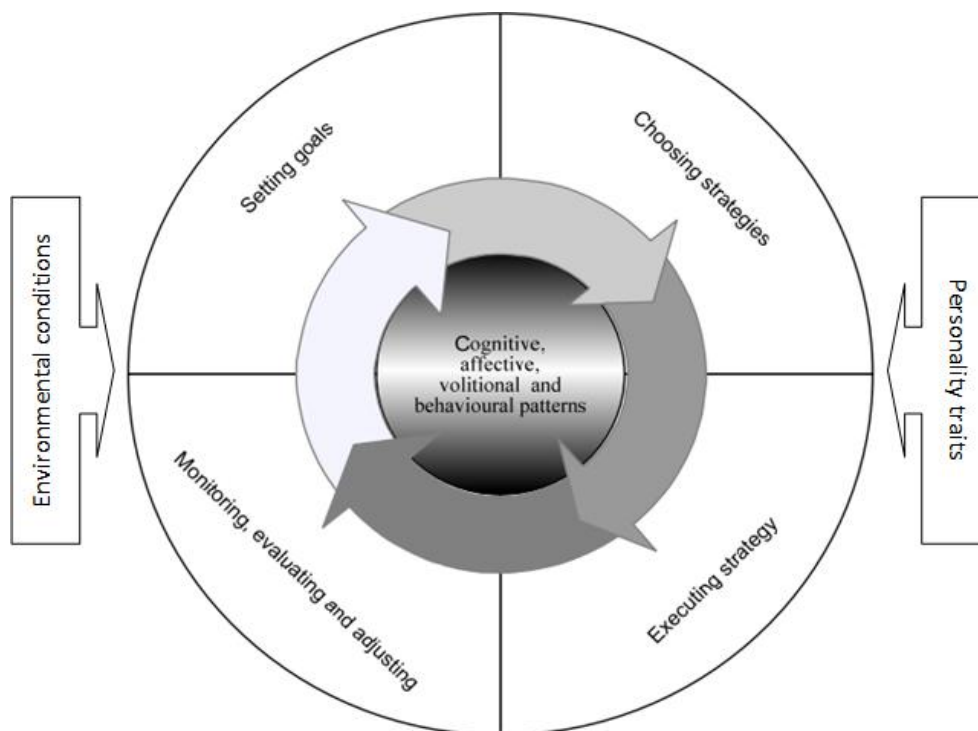 Setting goals
Choosing strategies
Environmental conditions
Cognitive,
affective,
volitional and
behavioural patterns
Personality traits
Monitoring, evaluating and adjusting
Executing strategy